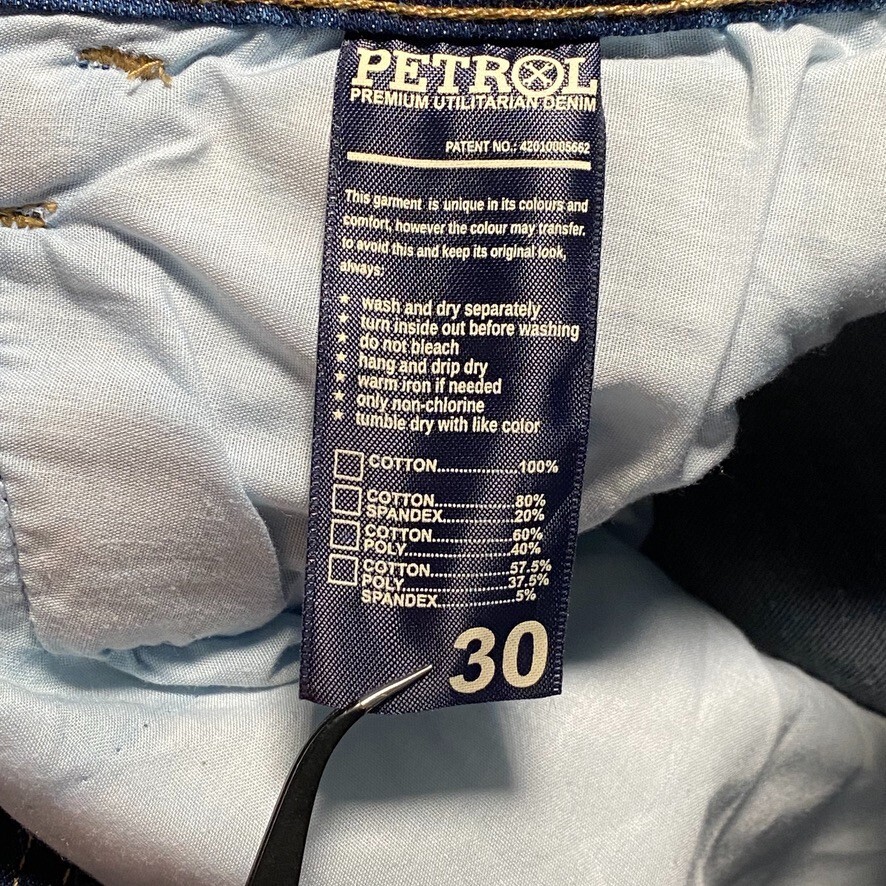 PETROL
PREMIUM UTILITARIAN DENIM
PATENT NO.: 42010005662
This garment is unique in its colours and
comfort, however the colour may transfer.
to avoid this and keep its original look,
always:
★ wash and dry separately
★ turn inside out before washing
★ do not bleach
★ hang and drip dry
★ warm iron if needed
★ only non-chlorine
★ tumble dry with like color
COTTON..................100%
COTTON..................80%
SPANDEX................20%
COTTON..................60%
POLY........................40%
COTTON..................57.5%
POLY........................37.5%
SPANDEX................5%
30